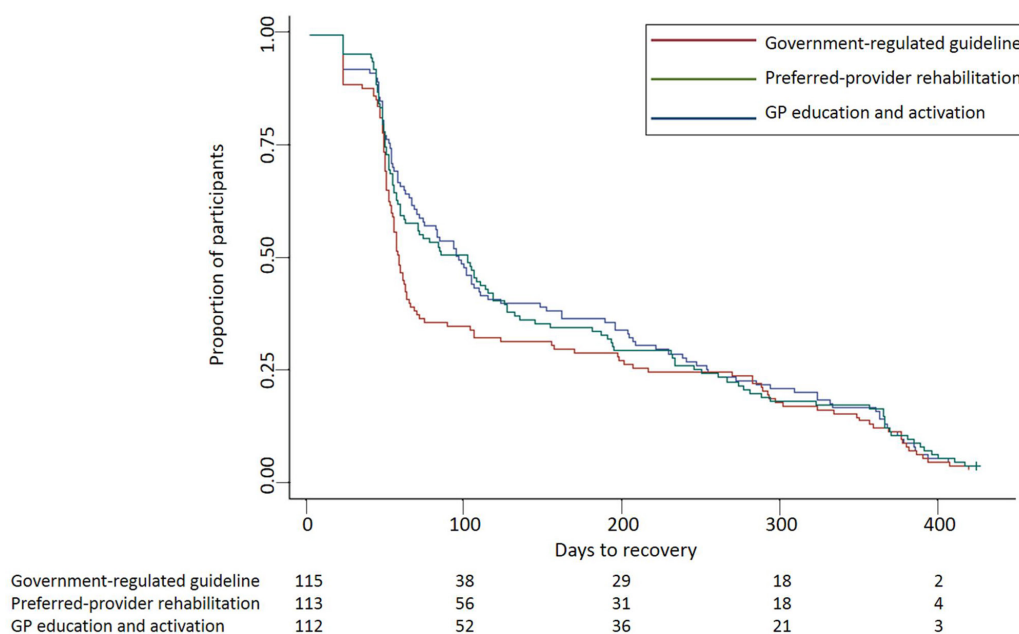 1.00
0.75
0.50
0.25
0.00
Proportion of participants
Government-regulated guideline
Preferred-provider rehabilitation
GP education and activation
0 100 200 300 400
Days to recovery
Government-regulated guideline 115 38 29 18 2
Preferred-provider rehabilitation 113 56 31 18 4
GP education and activation 112 52 36 21 3